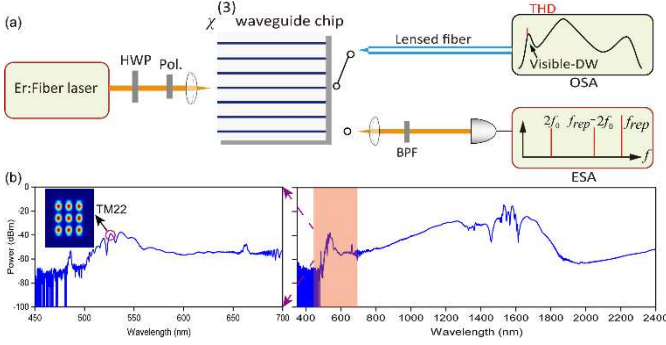 (a)
χ
(3)
waveguide chip
Lensed fiber
THD
Visible-DW
OSA
Er:Fiber laser
HWP
Pol.
BPF
2f₀ f_rep−2f₀ f_rep
f
ESA
(b)
TM22
Power (dBm)
0
-20
-40
-60
-80
-100
450 500 550 600 650 700
Wavelength (nm)
400 600 800 1000 1200 1400 1600 1800 2000 2200 2400
Wavelength (nm)